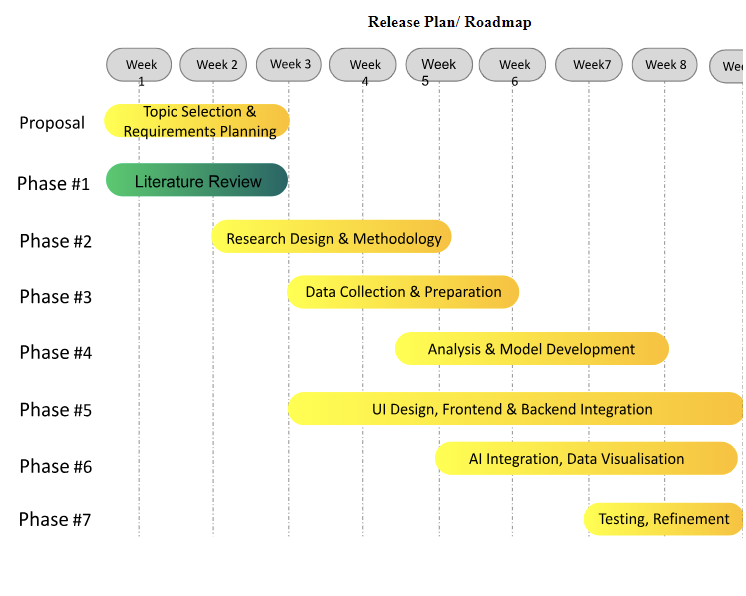 Release Plan/ Roadmap
Week
1
Week 2
Week 3
Week
4
Week
5
Week
6
Week7
Week 8
Proposal
Topic Selection &
Requirements Planning
Phase #1
Literature Review
Phase #2
Research Design & Methodology
Phase #3
Data Collection & Preparation
Phase #4
Analysis & Model Development
Phase #5
UI Design, Frontend & Backend Integration
Phase #6
AI Integration, Data Visualisation
Phase #7
Testing, Refinement